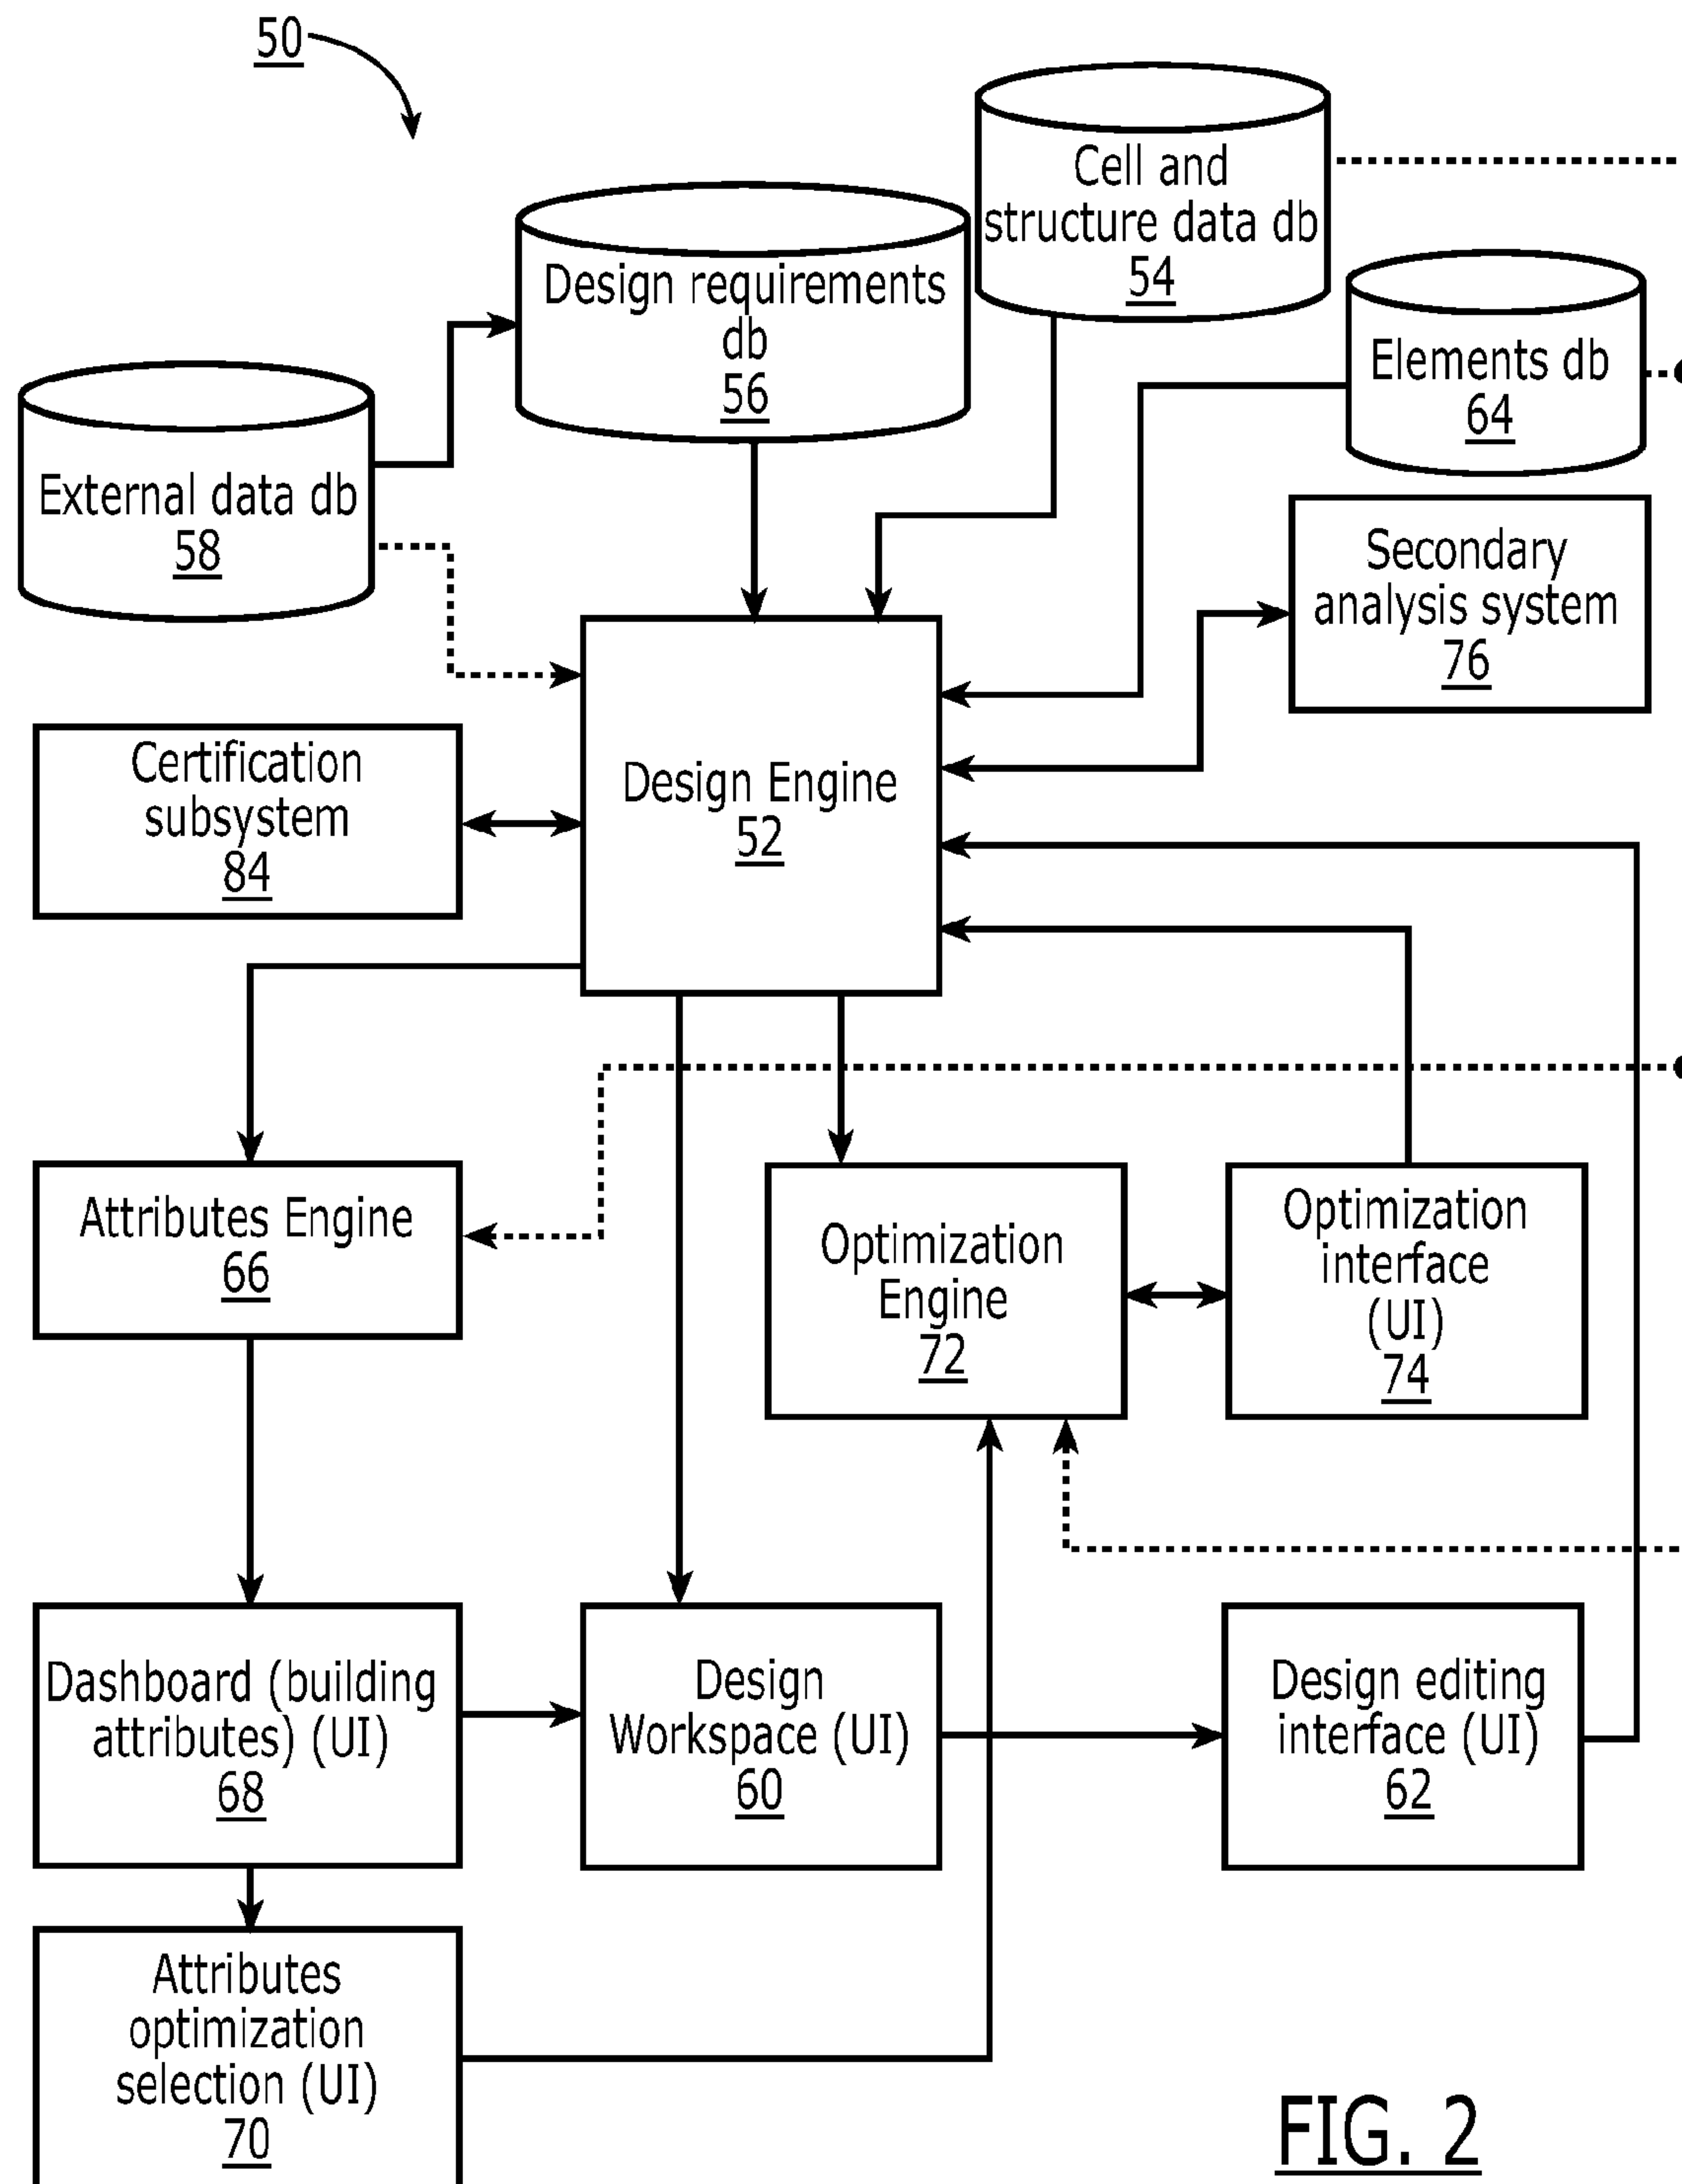 50
Cell and
structure data db
54
Design requirements
db
56
Elements db
64
External data db
58
Secondary
analysis system
76
Certification
subsystem
84
Design Engine
52
Attributes Engine
66
Optimization
Engine
72
Optimization
interface
(UI)
74
Dashboard (building
attributes) (UI)
68
Design
Workspace (UI)
60
Design editing
interface (UI)
62
Attributes
optimization
selection (UI)
70
FIG. 2